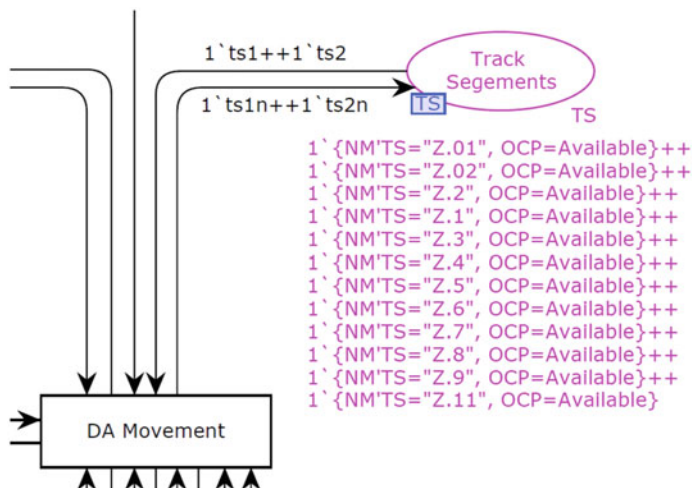 1`ts1++1`ts2
Track
Segements
TS
1`ts1n++1`ts2n
TS
1`{NM'TS="Z.01", OCP=Available}++
1`{NM'TS="Z.02", OCP=Available}++
1`{NM'TS="Z.2", OCP=Available}++
1`{NM'TS="Z.1", OCP=Available}++
1`{NM'TS="Z.3", OCP=Available}++
1`{NM'TS="Z.4", OCP=Available}++
1`{NM'TS="Z.5", OCP=Available}++
1`{NM'TS="Z.6", OCP=Available}++
1`{NM'TS="Z.7", OCP=Available}++
1`{NM'TS="Z.8", OCP=Available}++
1`{NM'TS="Z.9", OCP=Available}++
1`{NM'TS="Z.11", OCP=Available}
DA Movement